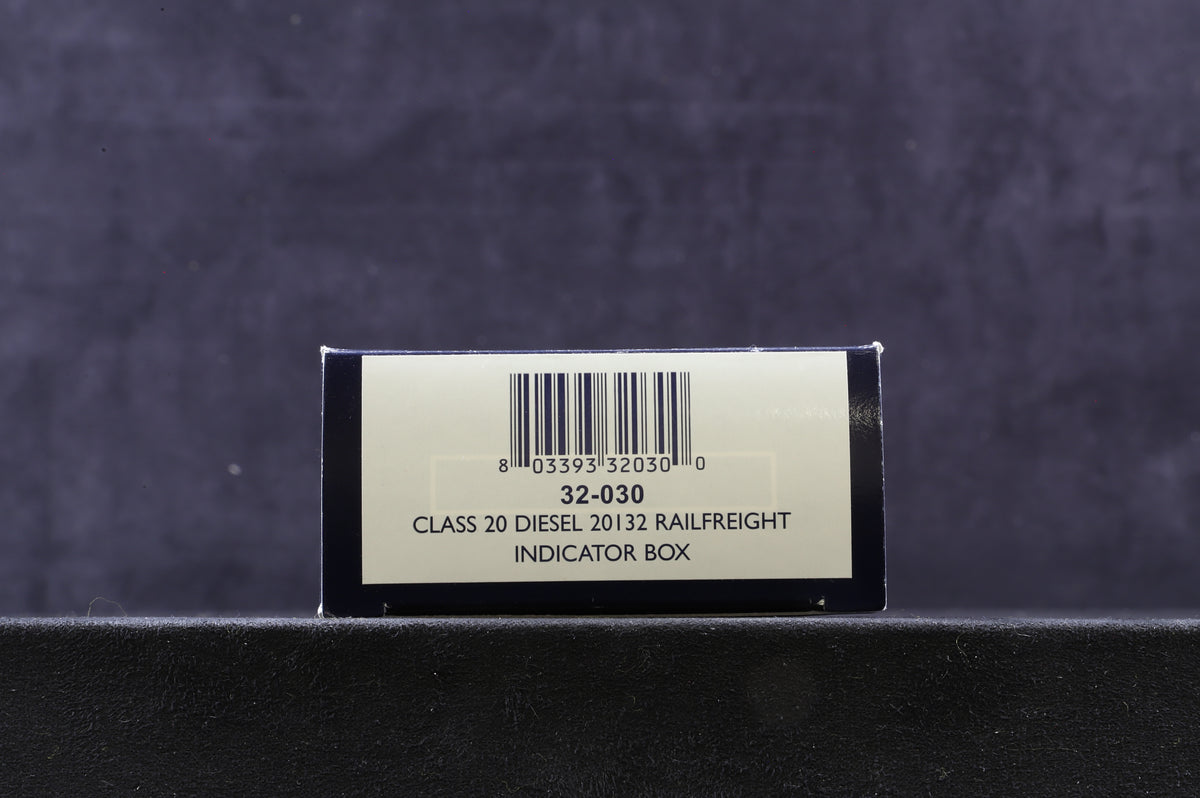 8 03393 32030 0
32-030
CLASS 20 DIESEL 20132 RAILFREIGHT
INDICATOR BOX